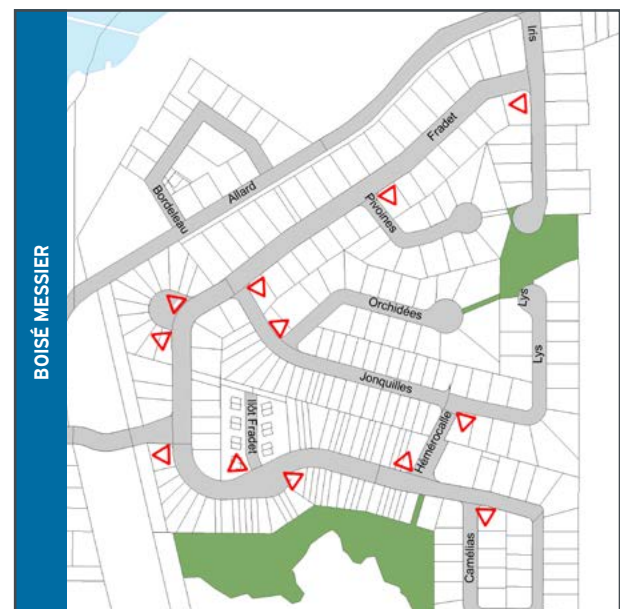 BOISÉ MESSIER
Iris
Fradet
Allard
Bordeleau
Pivoines
Orchidées
Lys
Lys
Jonquilles
Îlot Fradet
Hémérocalle
Camélias